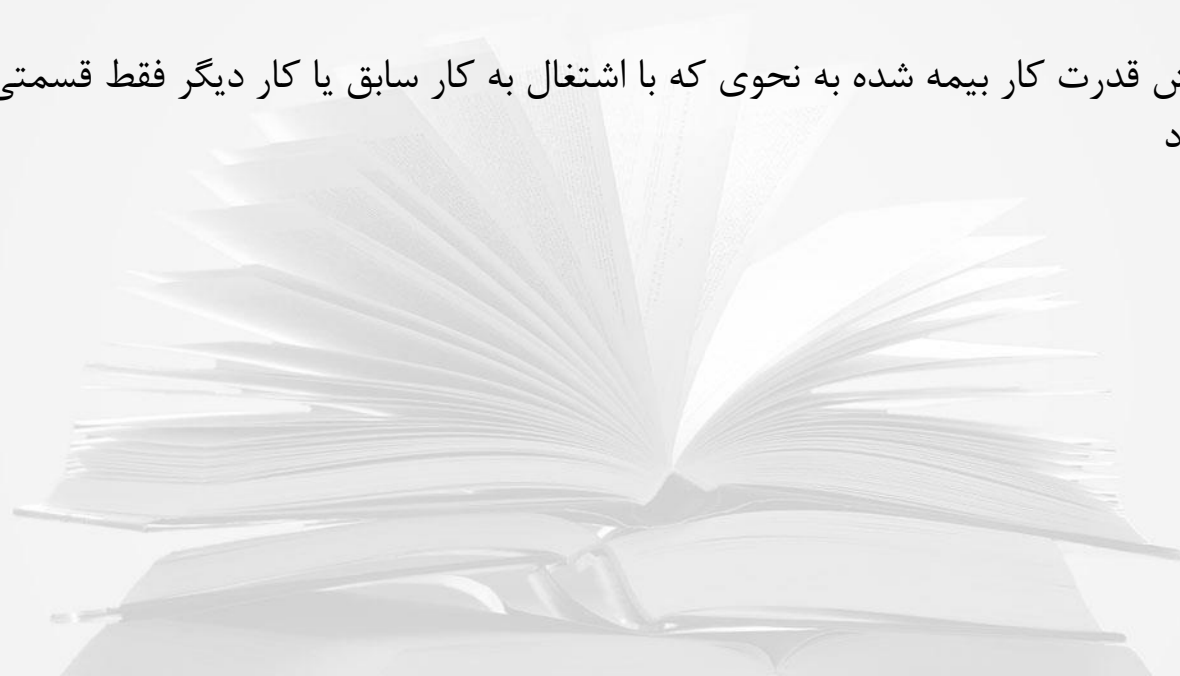 قدرت کار بیمه شده به نحوی که با اشتغال به کار سابق یا کار دیگر فقط قسمتی